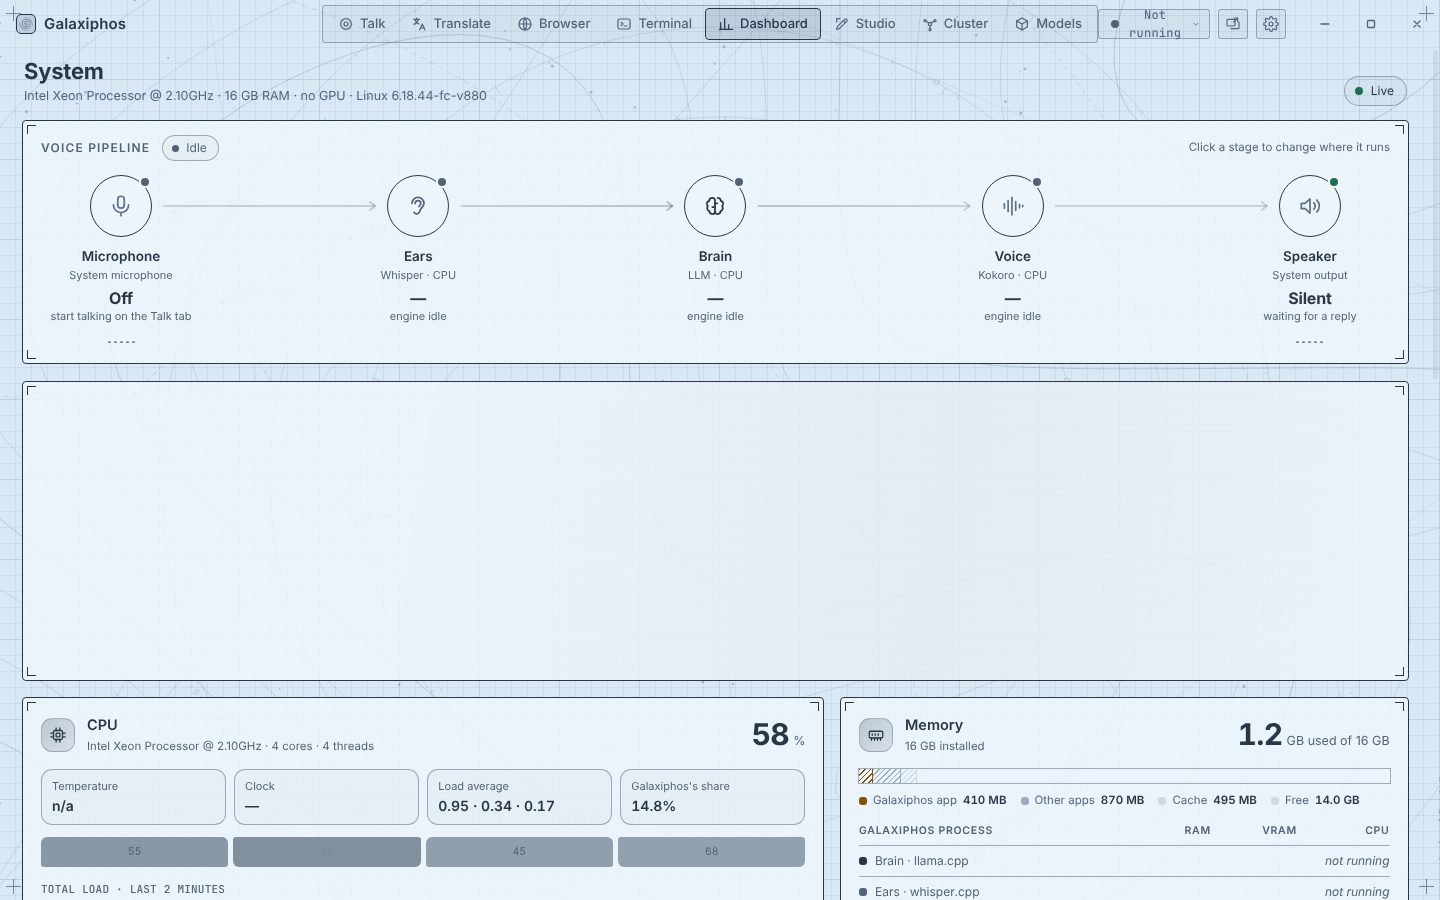 Galaxiphos
Talk
Translate
Browser
Terminal
Dashboard
Studio
Cluster
Models
Not running
System
Intel Xeon Processor @ 2.10GHz · 16 GB RAM · no GPU · Linux 6.18.44-fc-v880
Live
VOICE PIPELINE
Idle
Click a stage to change where it runs
Microphone
System microphone
Off
start talking on the Talk tab
Ears
Whisper · CPU
—
engine idle
Brain
LLM · CPU
—
engine idle
Voice
Kokoro · CPU
—
engine idle
Speaker
System output
Silent
waiting for a reply
CPU
Intel Xeon Processor @ 2.10GHz · 4 cores · 4 threads
58 %
Temperature
n/a
Clock
—
Load average
0.95 · 0.34 · 0.17
Galaxiphos's share
14.8%
55
75
45
68
TOTAL LOAD · LAST 2 MINUTES
Memory
16 GB installed
1.2 GB used of 16 GB
Galaxiphos app 410 MB
Other apps 870 MB
Cache 495 MB
Free 14.0 GB
GALAXIPHOS PROCESS RAM VRAM CPU
Brain · llama.cpp not running
Ears · whisper.cpp not running